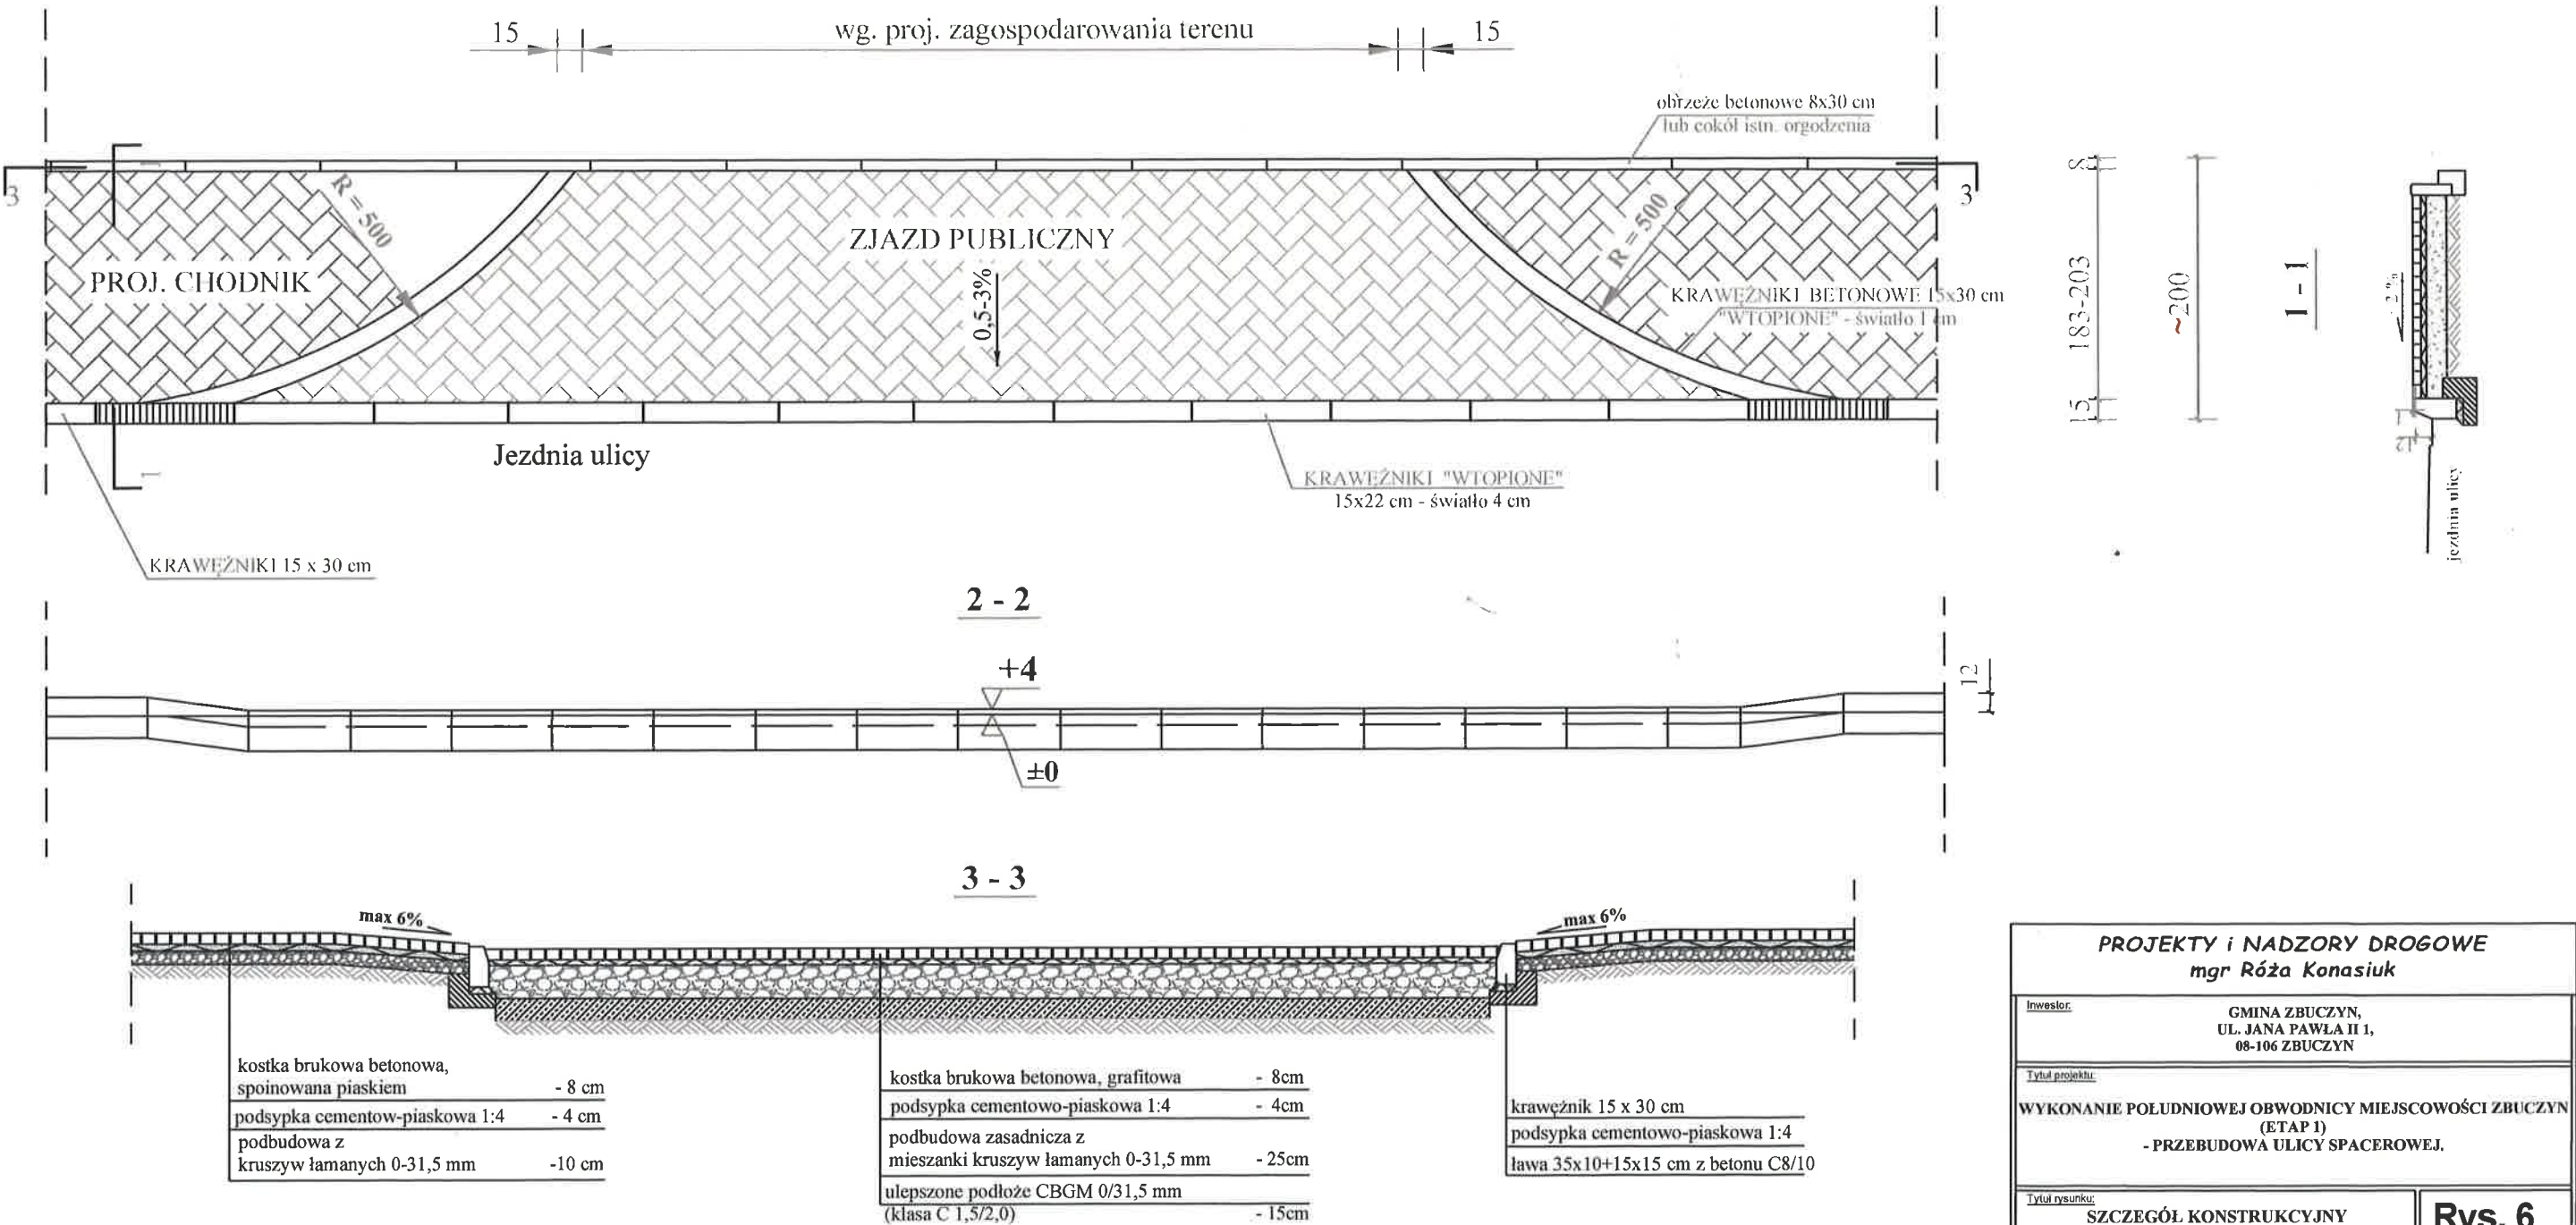 15
wg. proj. zagospodarowania terenu
15
obrzeże betonowe 8x30 cm
lub cokół istn. orgodzenia
3
1
R = 500
ZJAZD PUBLICZNY
R = 500
3
PROJ. CHODNIK
0,5-3%
KRAWĘŻNIKI BETONOWE 15x30 cm
"WTOPIONE" - światło 1 cm
Jezdnia ulicy
1
KRAWĘŻNIKI "WTOPIONE"
15x22 cm - światło 4 cm
KRAWĘŻNIKI 15 x 30 cm
8
183-203
15
~200
1 - 1
2 %
12
jezdnia ulicy
2 - 2
+4
±0
12
3 - 3
max 6%
max 6%
kostka brukowa betonowa,
spoinowana piaskiem - 8 cm
podsypka cementow-piaskowa 1:4 - 4 cm
podbudowa z
kruszyw łamanych 0-31,5 mm -10 cm
kostka brukowa betonowa, grafitowa - 8cm
podsypka cementowo-piaskowa 1:4 - 4cm
podbudowa zasadnicza z
mieszanki kruszyw łamanych 0-31,5 mm - 25cm
ulepszone podłoże CBGM 0/31,5 mm
(klasa C 1,5/2,0) - 15cm
krawężnik 15 x 30 cm
podsypka cementowo-piaskowa 1:4
ława 35x10+15x15 cm z betonu C8/10
PROJEKTY i NADZORY DROGOWE
mgr Róża Konasiuk
Inwestor:
GMINA ZBUCZYN,
UL. JANA PAWŁA II 1,
08-106 ZBUCZYN
Tytuł projektu:
WYKONANIE POŁUDNIOWEJ OBWODNICY MIEJSCOWOŚCI ZBUCZYN
(ETAP 1)
- PRZEBUDOWA ULICY SPACEROWEJ.
Tytuł rysunku:
SZCZEGÓŁ KONSTRUKCYJNY
Rys. 6